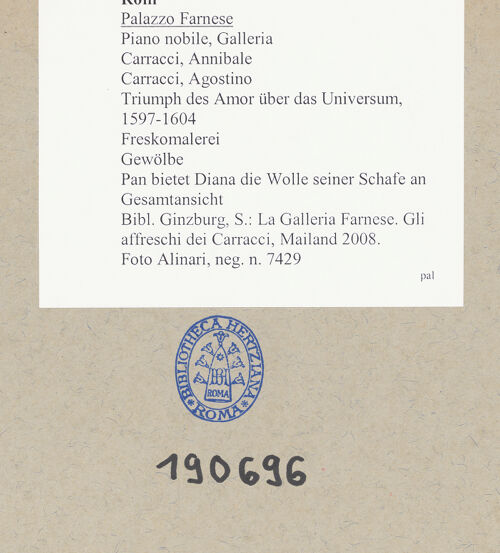 Rom
Palazzo Farnese
Piano nobile, Galleria
Carracci, Annibale
Carracci, Agostino
Triumph des Amor über das Universum,
1597-1604
Freskomalerei
Gewölbe
Pan bietet Diana die Wolle seiner Schafe an
Gesamtansicht
Bibl. Ginzburg, S.: La Galleria Farnese. Gli
affreschi dei Carracci, Mailand 2008.
Foto Alinari, neg. n. 7429
pal
BIBLIOTHECA HERTZIANA
BH
ROMA
*ROMA*
190696